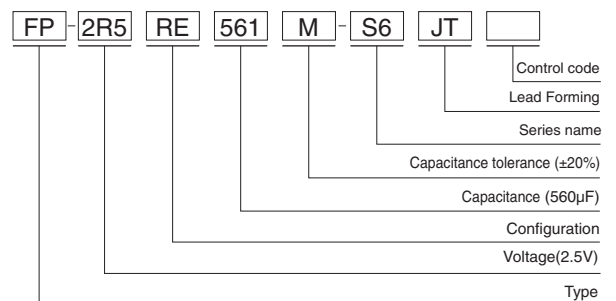 FP-2R5 RE 561 M-S6 JT
Control code
Lead Forming
Series name
Capacitance tolerance (±20%)
Capacitance (560µF)
Configuration
Voltage(2.5V)
Type